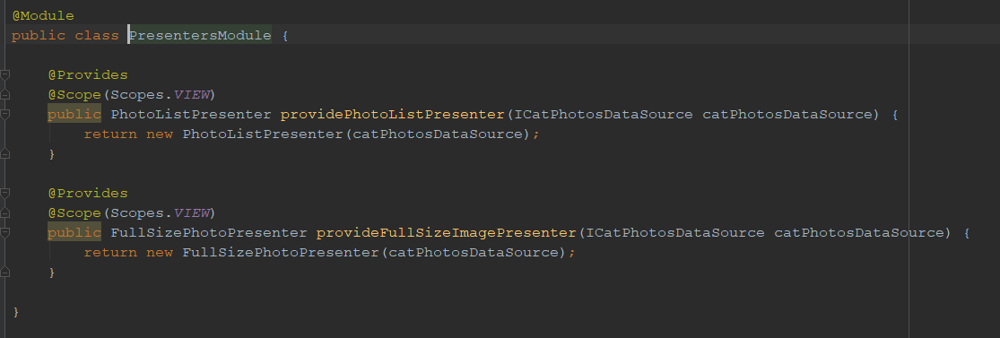 @Module
public class PresentersModule {
@Provides
@Scope(Scopes.VIEW)
public PhotoListPresenter providePhotoListPresenter(ICatPhotosDataSource catPhotosDataSource) {
return new PhotoListPresenter(catPhotosDataSource);
}
@Provides
@Scope(Scopes.VIEW)
public FullSizePhotoPresenter provideFullSizeImagePresenter(ICatPhotosDataSource catPhotosDataSource) {
return new FullSizePhotoPresenter(catPhotosDataSource);
}
}